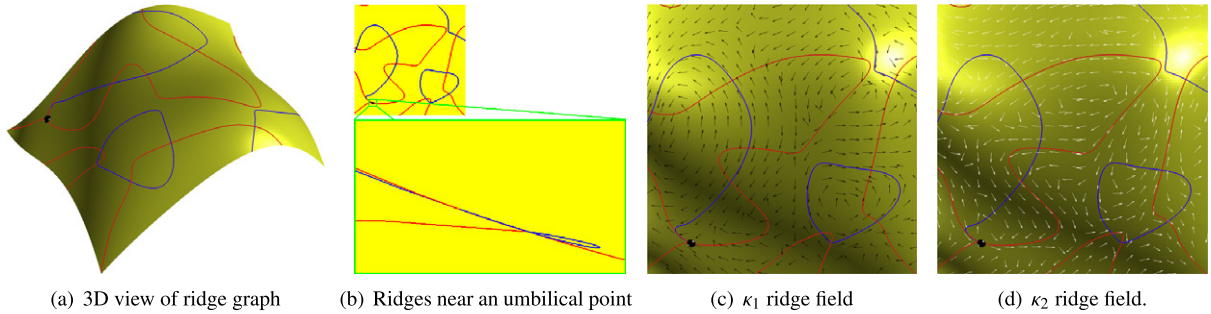 (a) 3D view of ridge graph
(b) Ridges near an umbilical point
(c) κ1 ridge field
(d) κ2 ridge field.